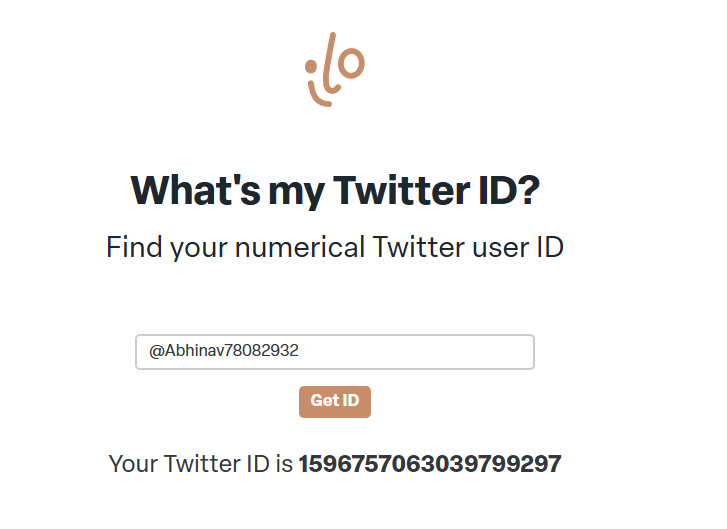 What's my Twitter ID?
Find your numerical Twitter user ID
@Abhinav78082932
Get ID
Your Twitter ID is 1596757063039799297